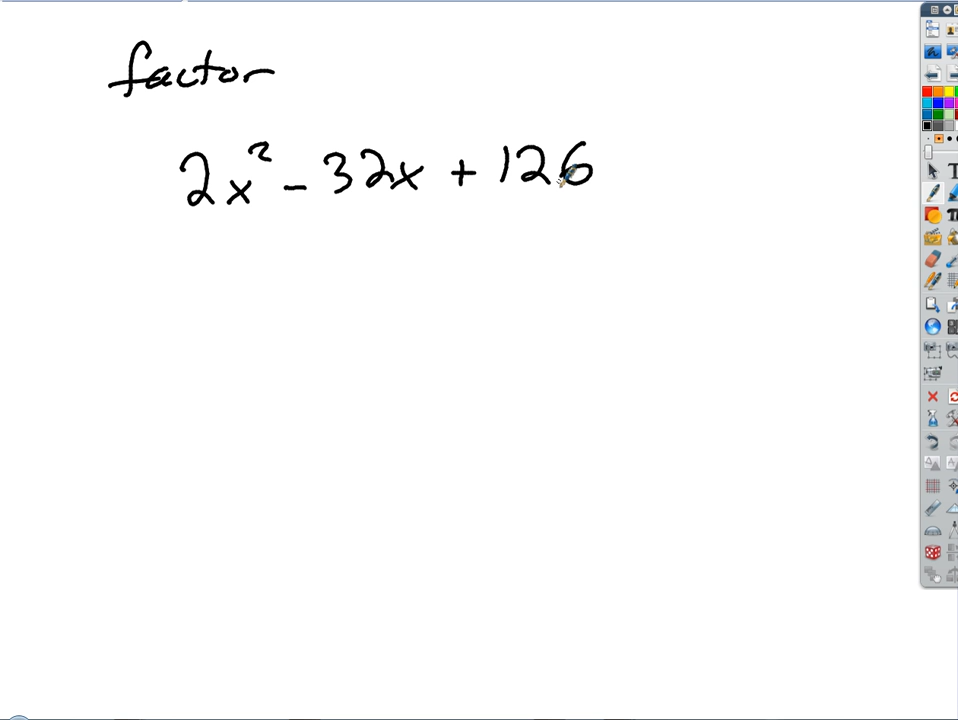 factor
2x² - 32x + 126